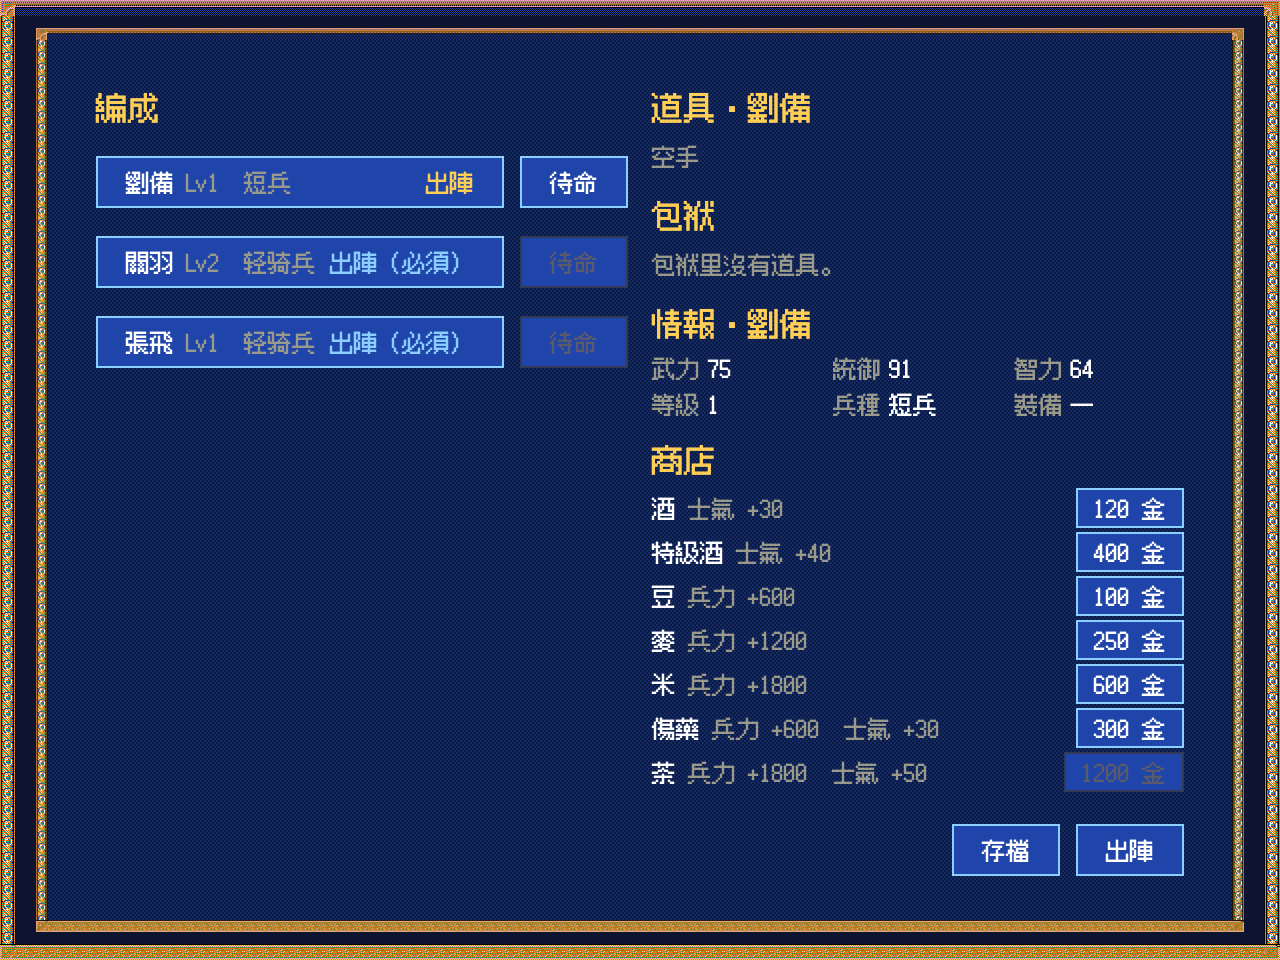 編成
劉備 Lv1 短兵 出陣 待命
關羽 Lv2 轻骑兵 出陣（必須） 待命
張飛 Lv1 轻骑兵 出陣（必須） 待命
道具・劉備
空手
包袱
包袱里沒有道具。
情報・劉備
武力 75 統御 91 智力 64
等級 1 兵種 短兵 裝備 —
商店
酒 士氣 +30 120 金
特級酒 士氣 +40 400 金
豆 兵力 +600 100 金
麥 兵力 +1200 250 金
米 兵力 +1800 600 金
傷藥 兵力 +600 士氣 +30 300 金
茶 兵力 +1800 士氣 +50 1200 金
存檔 出陣